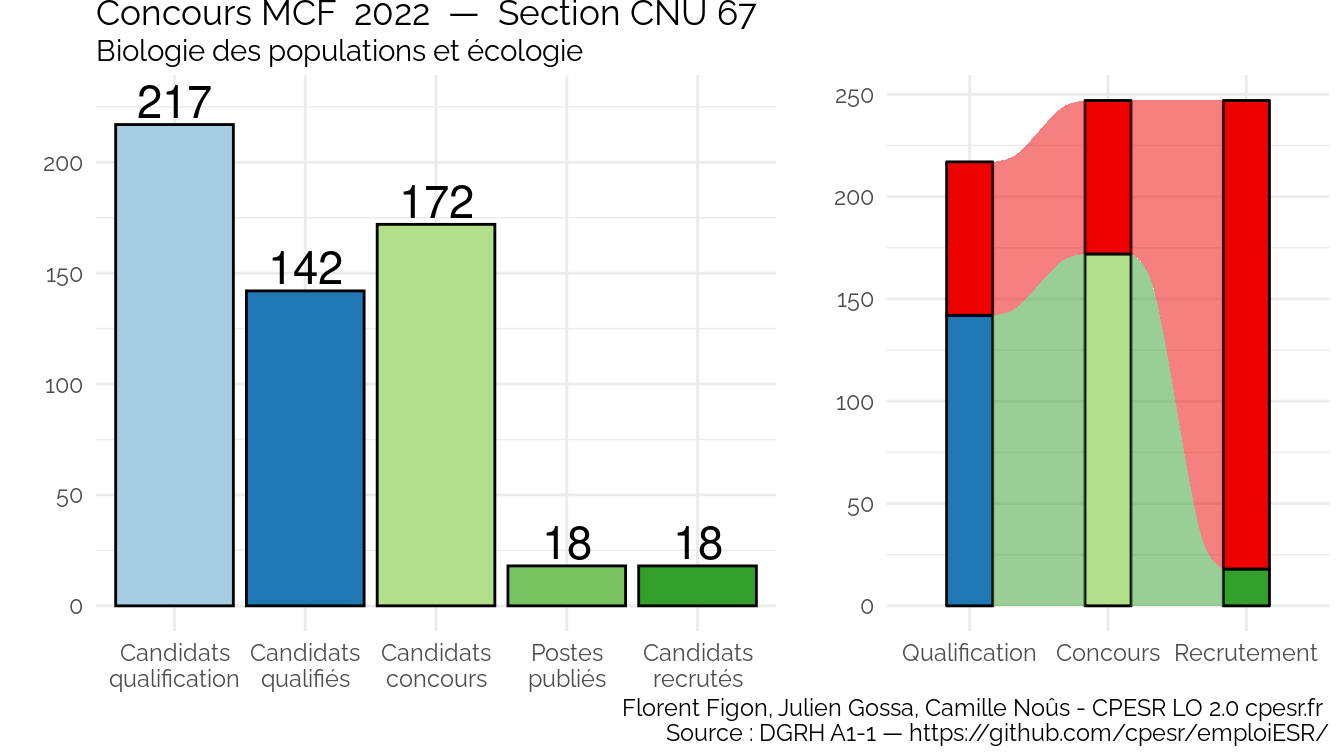 Concours MCF 2022 — Section CNU 67
Biologie des populations et écologie
217
142
172
18
18
200
150
100
50
0
Candidats
qualification
Candidats
qualifiés
Candidats
concours
Postes
publiés
Candidats
recrutés
250
200
150
100
50
0
Qualification
Concours
Recrutement
Florent Figon, Julien Gossa, Camille Noûs - CPESR LO 2.0 cpesr.fr
Source : DGRH A1-1 — https://github.com/cpesr/emploiESR/